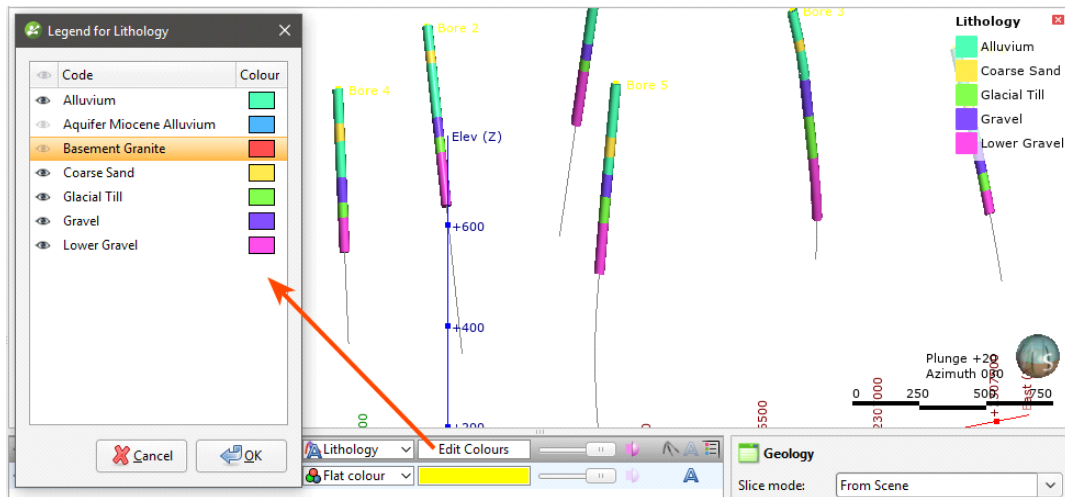 Legend for Lithology
Code Colour
Alluvium
Aquifer Miocene Alluvium
Basement Granite
Coarse Sand
Glacial Till
Gravel
Lower Gravel
Cancel OK
Bore 2
Bore 3
Bore 4
Bore 5
Elev (Z)
+600
+400
+200
Lithology
Alluvium
Coarse Sand
Glacial Till
Gravel
Lower Gravel
Plunge +20
Azimuth 030
0 250 500 750
Lithology Edit Colours
Flat colour
Geology
Slice mode: From Scene